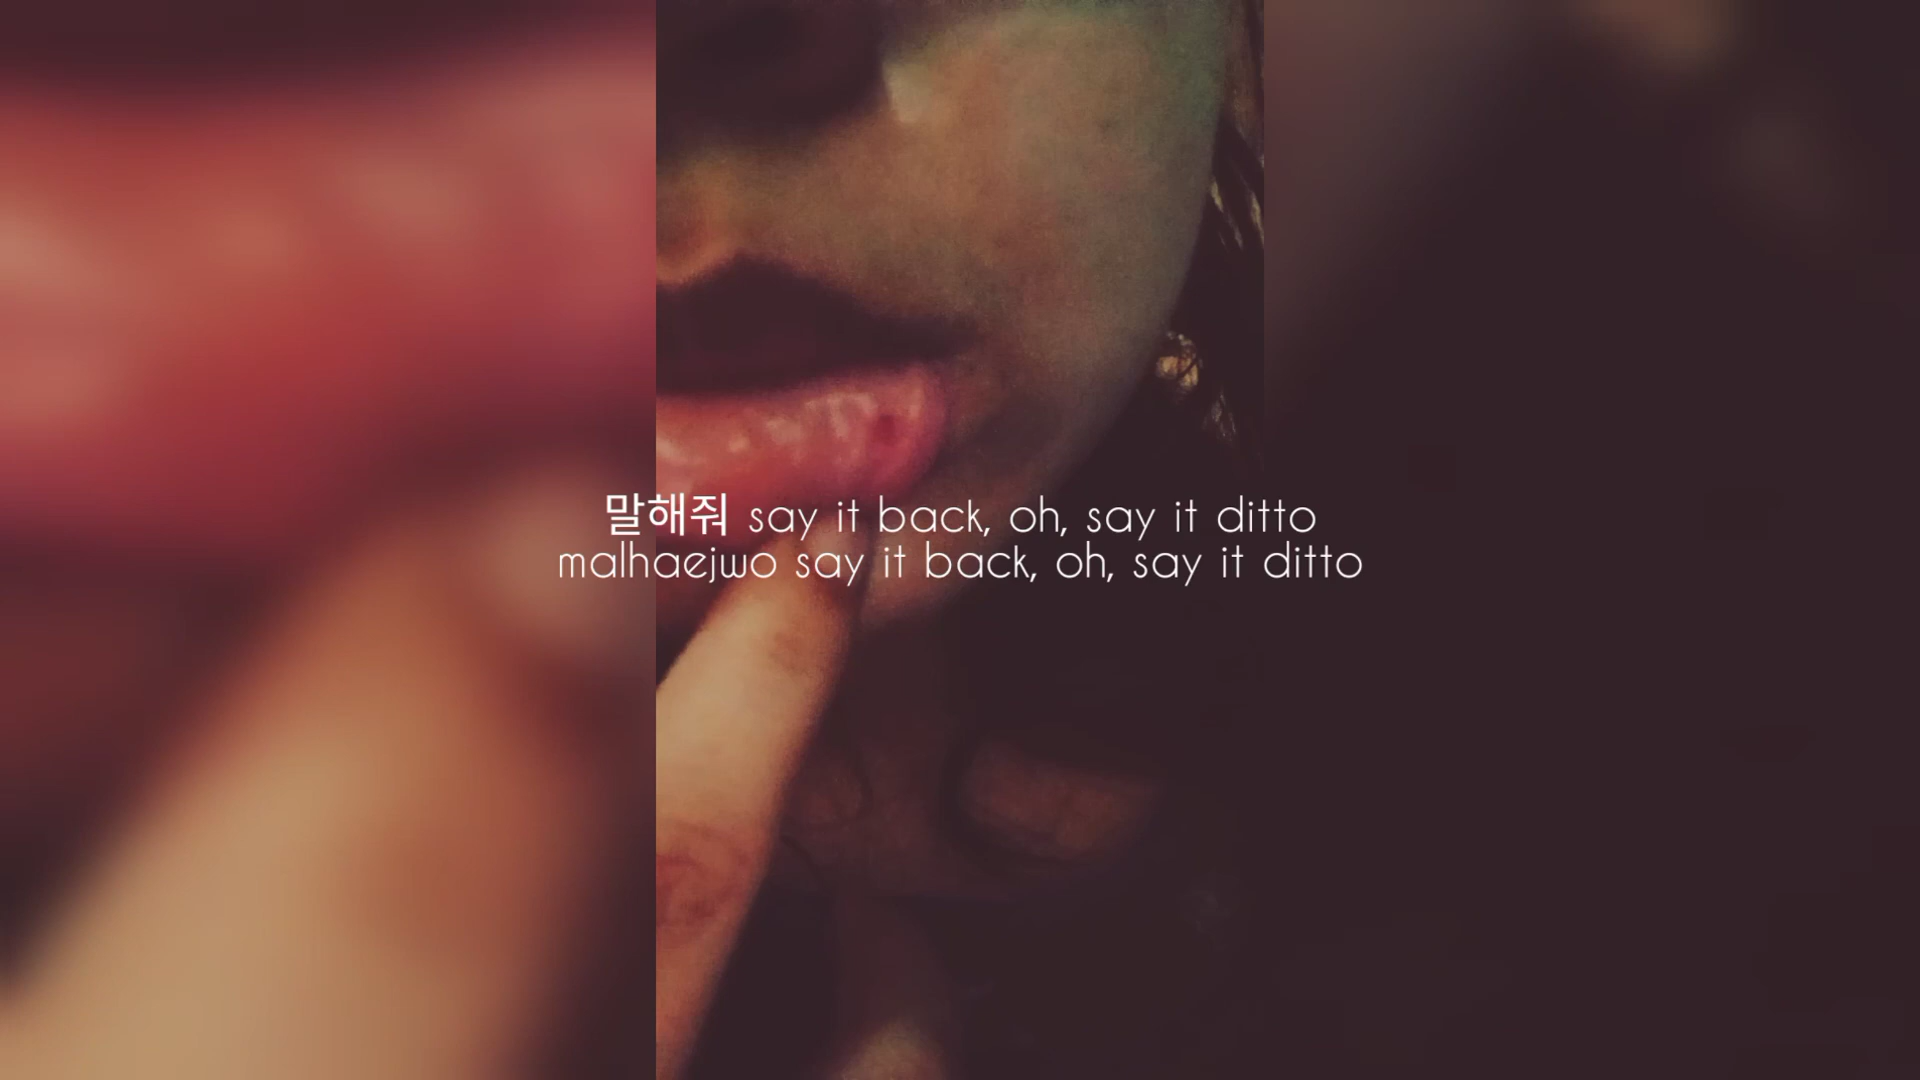 말해줘 say it back, oh, say it ditto
malhaejwo say it back, oh, say it ditto